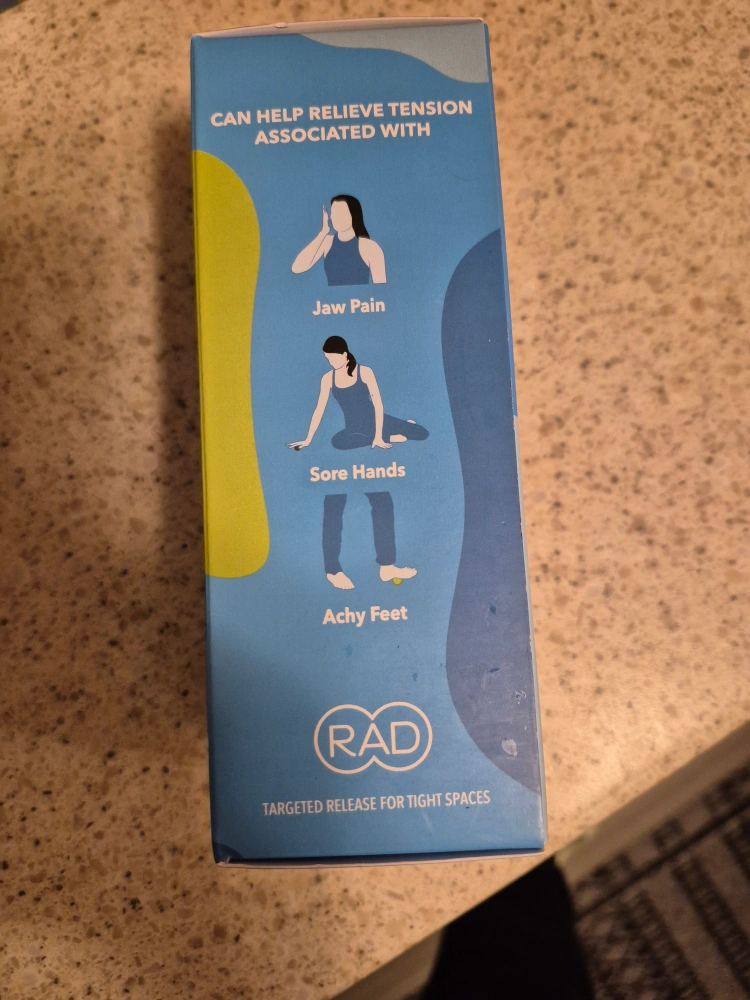 CAN HELP RELIEVE TENSION
ASSOCIATED WITH
Jaw Pain
Sore Hands
Achy Feet
RAD
TARGETED RELEASE FOR TIGHT SPACES